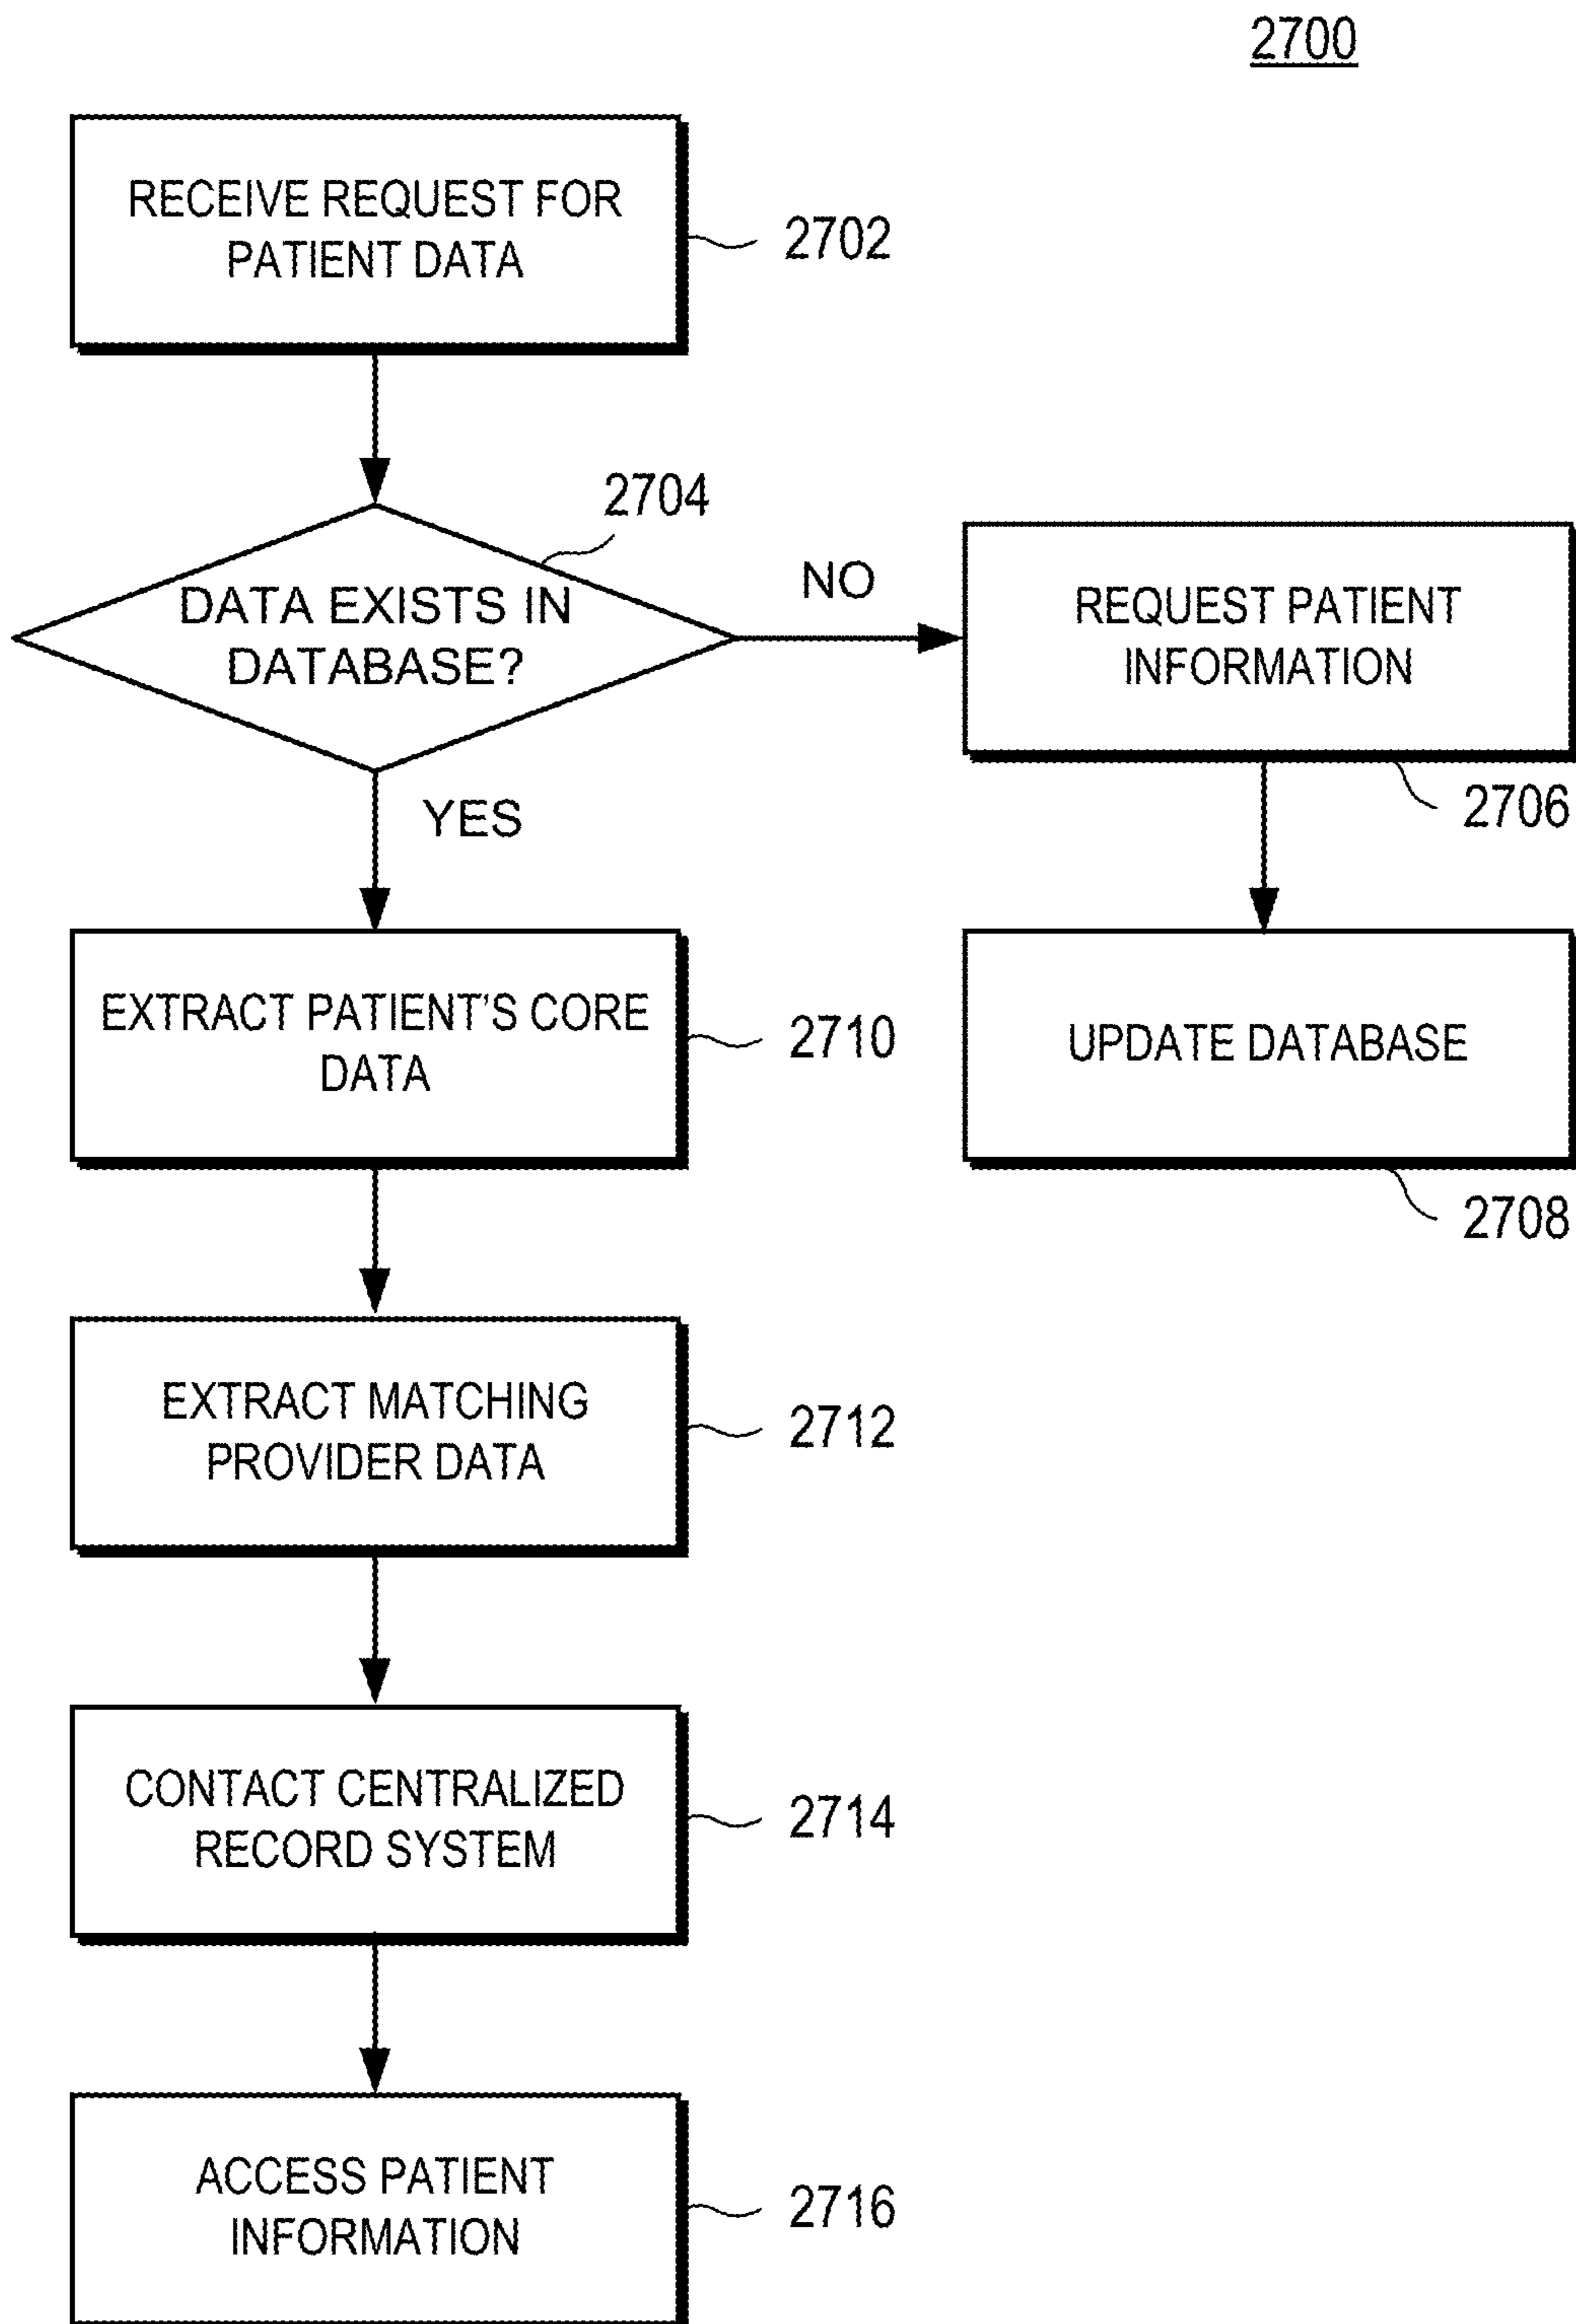 2700
RECEIVE REQUEST FOR
PATIENT DATA
2702
2704
DATA EXISTS IN
DATABASE?
NO
REQUEST PATIENT
INFORMATION
2706
YES
EXTRACT PATIENT'S CORE
DATA
2710
UPDATE DATABASE
2708
EXTRACT MATCHING
PROVIDER DATA
2712
CONTACT CENTRALIZED
RECORD SYSTEM
2714
ACCESS PATIENT
INFORMATION
2716